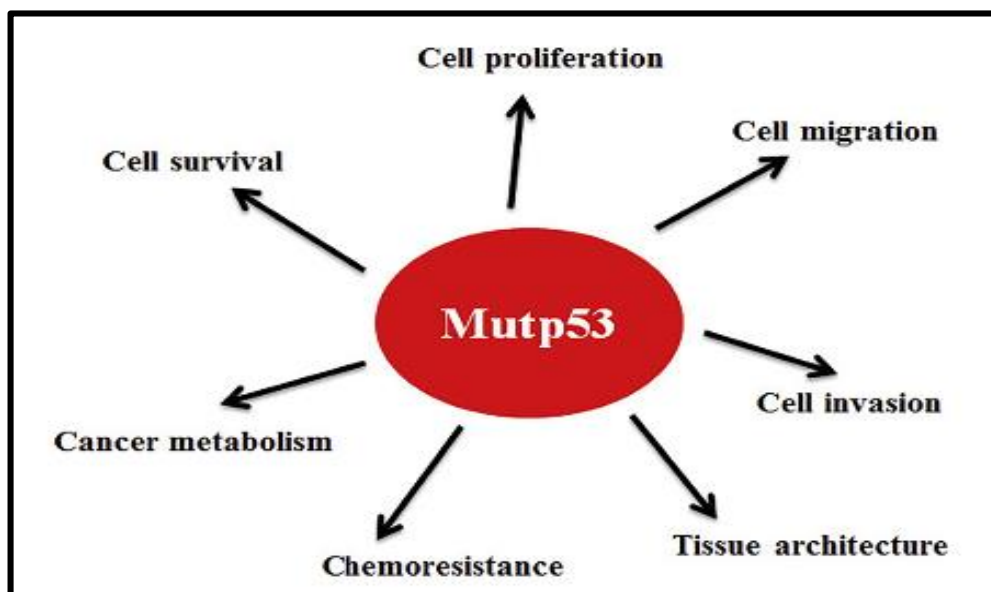 Cell proliferation
Cell migration
Cell survival
Mutp53
Cell invasion
Cancer metabolism
Tissue architecture
Chemoresistance